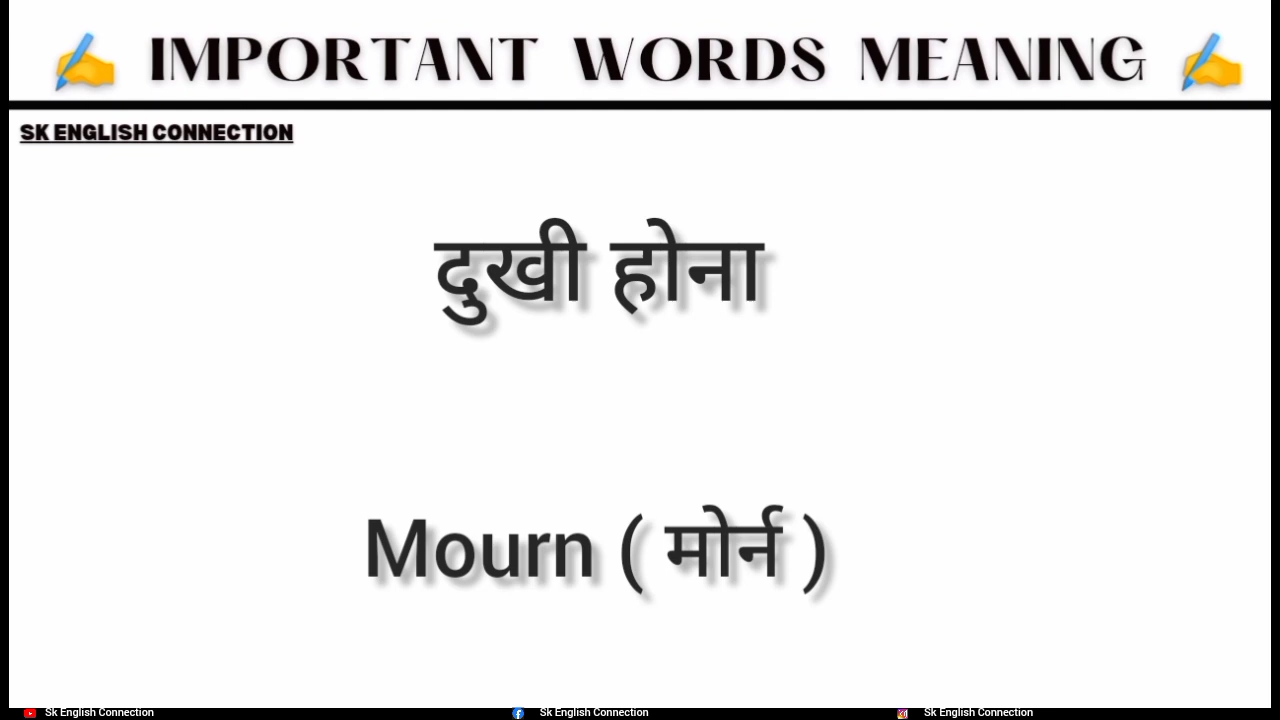 IMPORTANT WORDS MEANING
SK ENGLISH CONNECTION
दुखी होना
Mourn ( मोर्न )
Sk English Connection Sk English Connection Sk English Connection